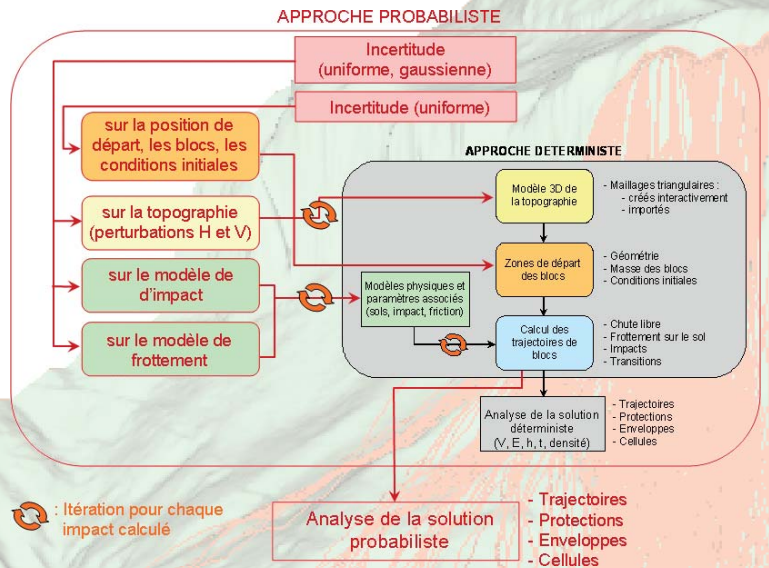 APPROCHE PROBABILISTE
Incertitude
(uniforme, gaussienne)
Incertitude (uniforme)
sur la position de
départ, les blocs, les
conditions initiales
sur la topographie
(perturbations H et V)
sur le modèle de
d'impact
sur le modèle de
frottement
APPROCHE DETERMINISTE
Modèle 3D de
la topographie
- Maillages triangulaires :
- créés interactivement
- importés
Zones de départ
des blocs
- Géométrie
- Masse des blocs
- Conditions initiales
Modèles physiques et
paramètres associés
(sols, impact, friction)
Calcul des
trajectoires de
blocs
- Chute libre
- Frottement sur le sol
- Impacts
- Transitions
Analyse de la solution
déterministe
(V, E, h, t, densité)
- Trajectoires
- Protections
- Enveloppes
- Cellules
: Itération pour chaque
impact calculé
Analyse de la solution
probabiliste
- Trajectoires
- Protections
- Enveloppes
- Cellules